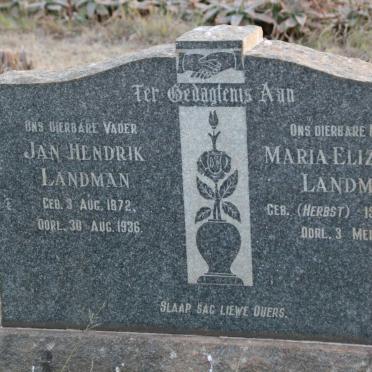 Ter Gedagtenis Aan
Ons Dierbare Vader
Jan Hendrik
Landman
Geb. 3 Aug. 1872,
Oorl. 30 Aug. 1936.
Ons Dierbare
Maria Eliz
Landm
Geb. (Herbst)
Oorl. 3 Mei
Slaap Sag Liewe Ouers.